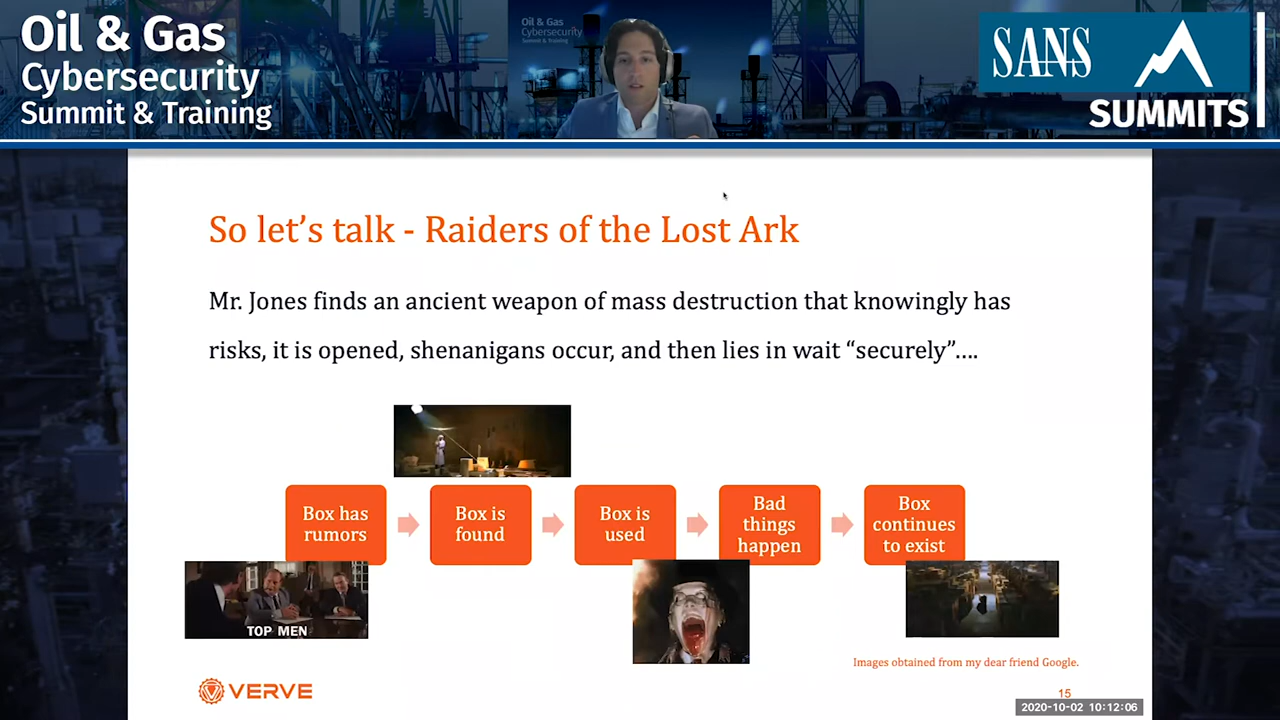 Oil & Gas
Cybersecurity
Summit & Training
Oil & Gas
Cybersecurity
Summit & Training
SANS
SUMMITS
So let's talk - Raiders of the Lost Ark
Mr. Jones finds an ancient weapon of mass destruction that knowingly has
risks, it is opened, shenanigans occur, and then lies in wait “securely”....
Box has
rumors
Box is
found
Box is
used
Bad
things
happen
Box
continues
to exist
TOP MEN
Images obtained from my dear friend Google.
VERVE
15
2020-10-02 10:12:06